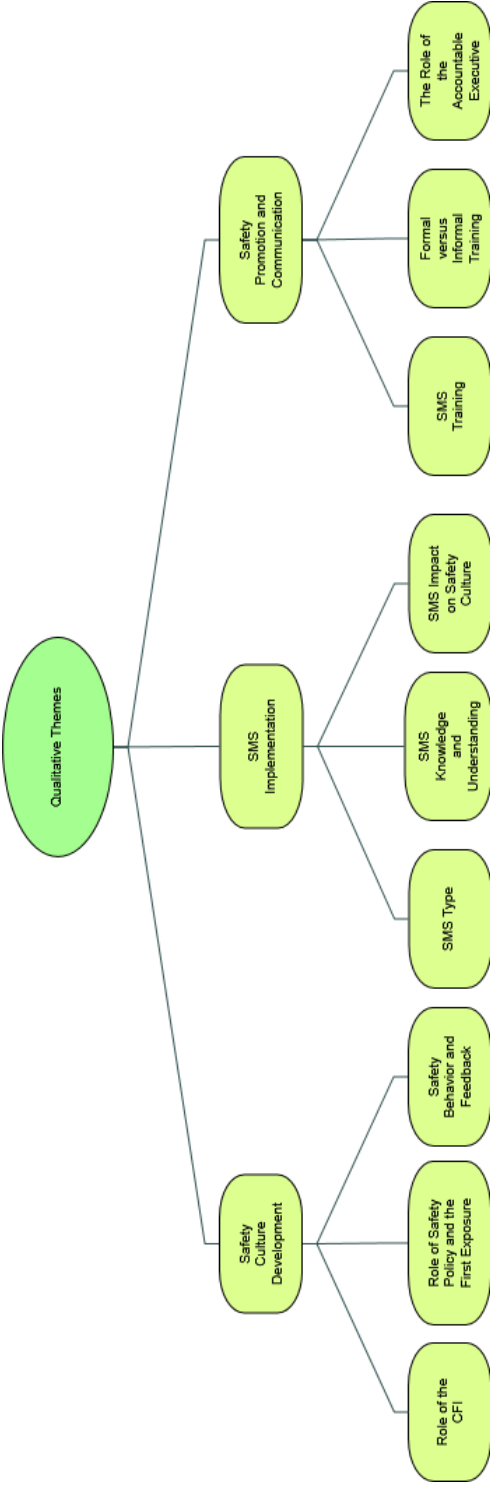 Qualitative Themes
Safety
Culture
Development
SMS
Implementation
Safety
Promotion and
Communication
Role of the
CFI
Role of Safety
Policy and the
First Exposure
Safety
Behavior and
Feedback
SMS Type
SMS
Knowledge
and
Understanding
SMS Impact
on Safety
Culture
SMS
Training
Formal
versus
Informal
Training
The Role of
the
Accountable
Executive